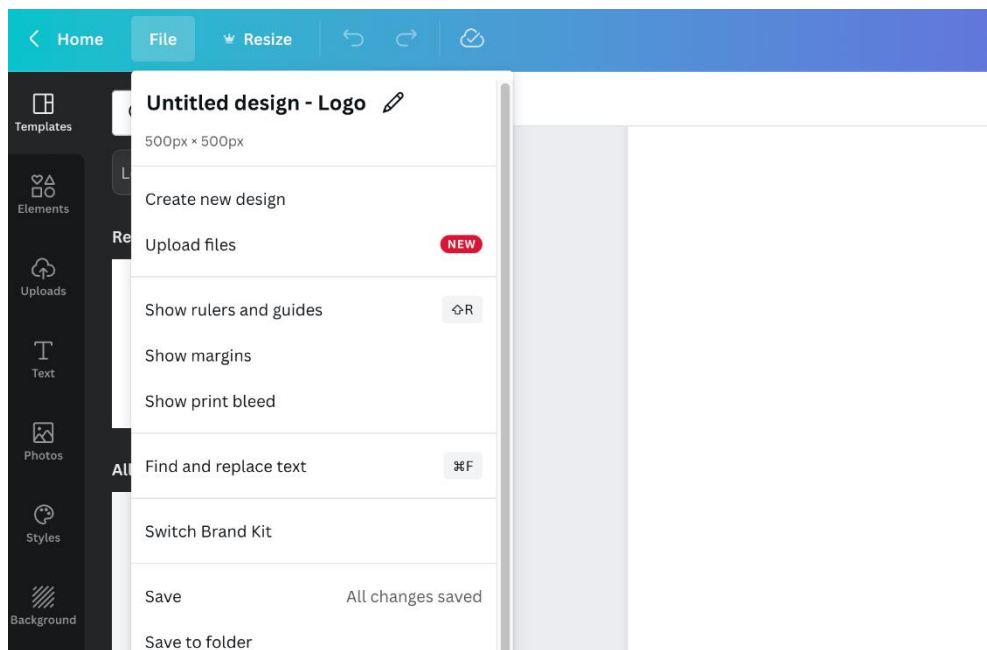 Home File Resize
Templates
Elements
Uploads
Text
Photos
Styles
Background
Re
All
Untitled design - Logo
500px × 500px
Create new design
Upload files NEW
Show rulers and guides ⇧R
Show margins
Show print bleed
Find and replace text ⌘F
Switch Brand Kit
Save All changes saved
Save to folder